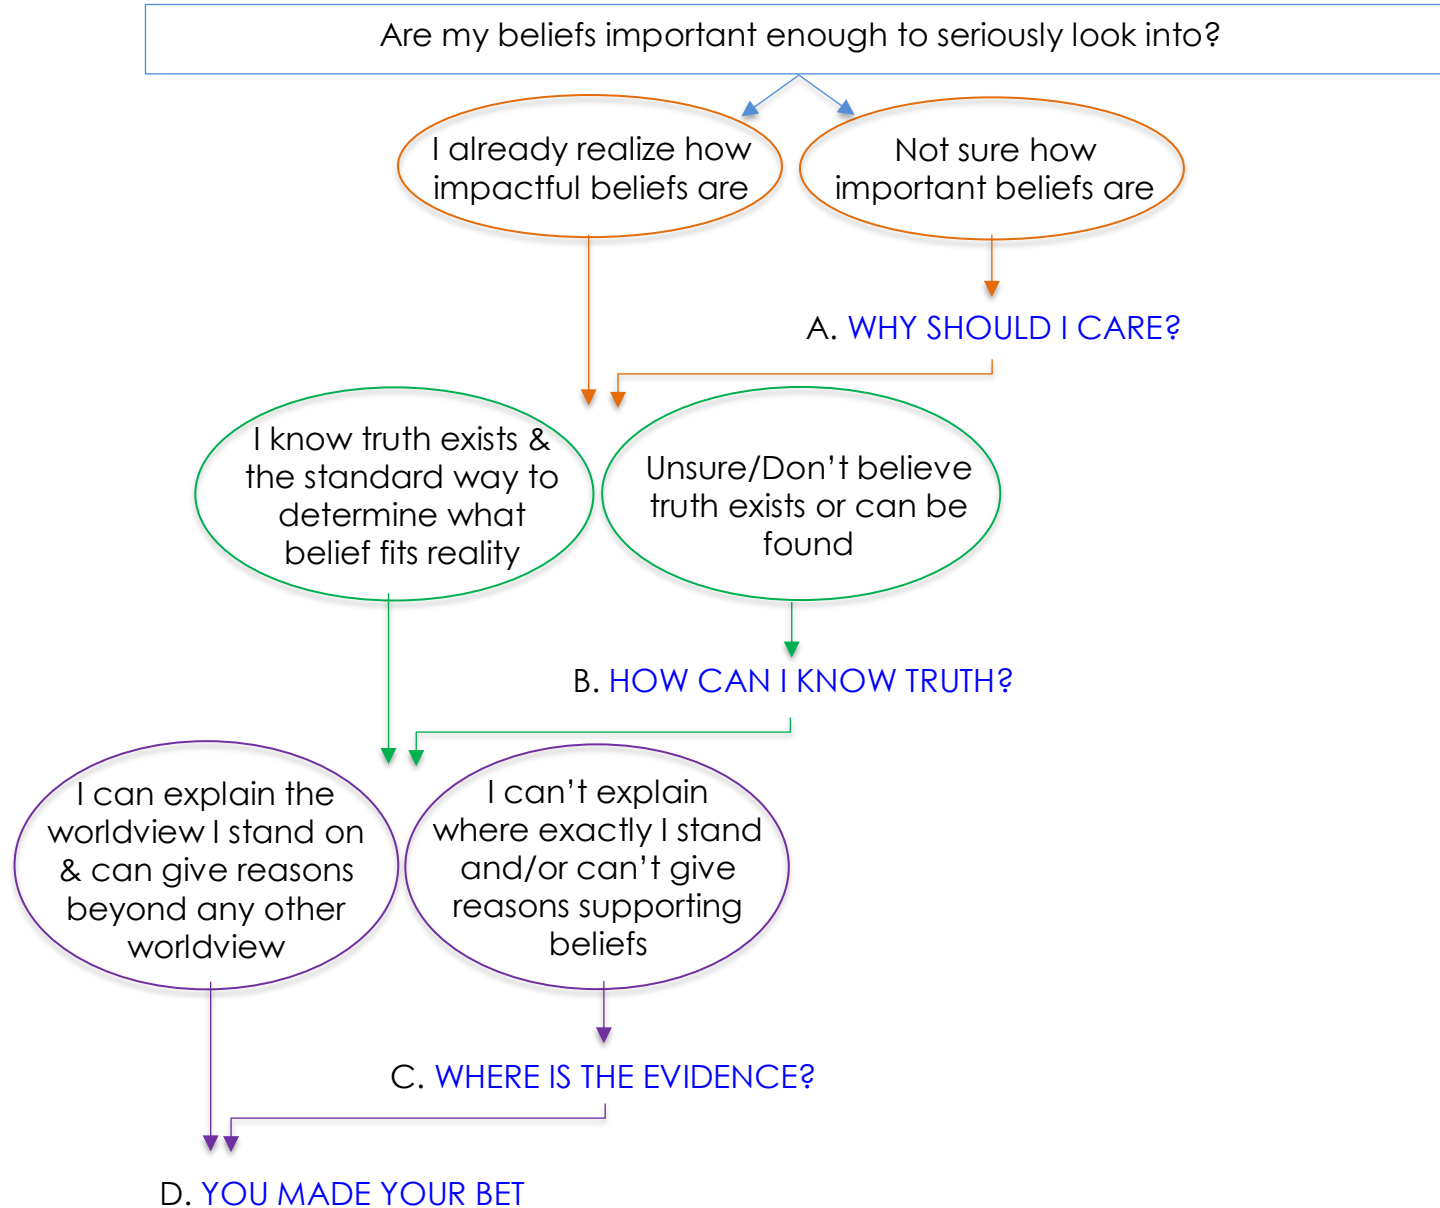 Are my beliefs important enough to seriously look into?
I already realize how
impactful beliefs are
Not sure how
important beliefs are
A. WHY SHOULD I CARE?
I know truth exists &
the standard way to
determine what
belief fits reality
Unsure/Don't believe
truth exists or can be
found
B. HOW CAN I KNOW TRUTH?
I can explain the
worldview I stand on
& can give reasons
beyond any other
worldview
I can't explain
where exactly I stand
and/or can't give
reasons supporting
beliefs
C. WHERE IS THE EVIDENCE?
D. YOU MADE YOUR BET